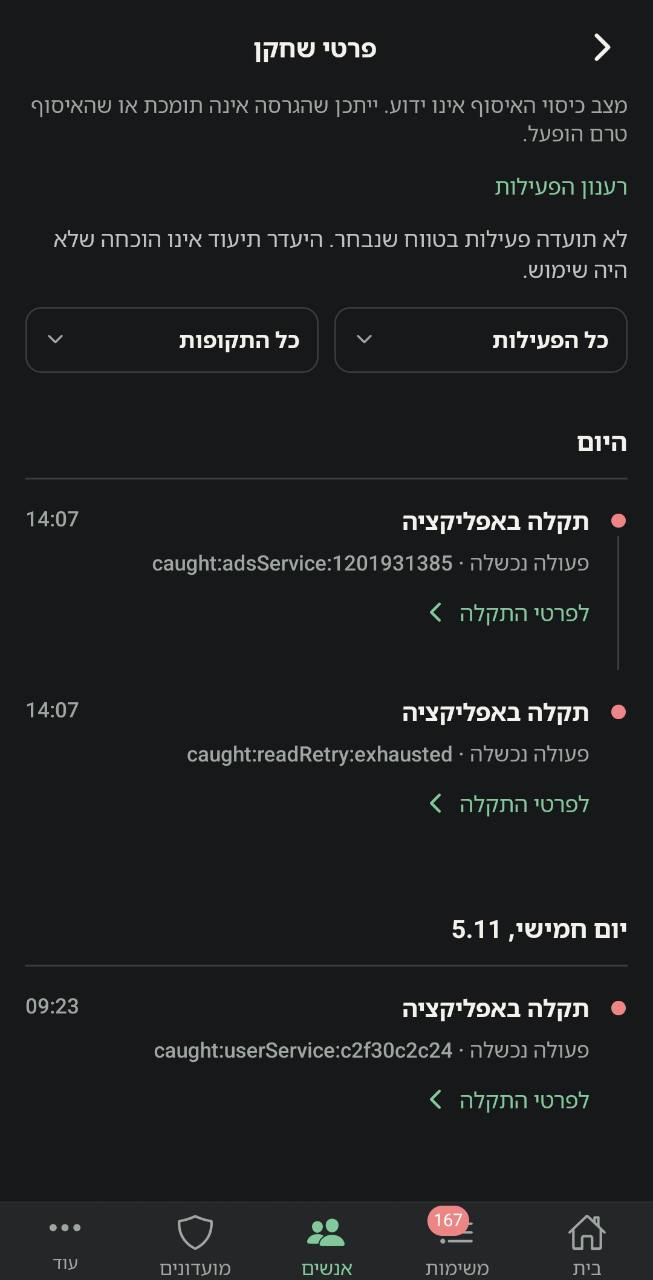 פרטי שחקן
מצב כיסוי האיסוף אינו ידוע. ייתכן שהגרסה אינה תומכת או שהאיסוף
טרם הופעל.
רענון הפעילות
לא תועדה פעילות בטווח שנבחר. היעדר תיעוד אינו הוכחה שלא
היה שימוש.
כל הפעילות
כל התקופות
היום
תקלה באפליקציה 14:07
פעולה נכשלה · caught:adsService:1201931385
לפרטי התקלה
תקלה באפליקציה 14:07
פעולה נכשלה · caught:readRetry:exhausted
לפרטי התקלה
יום חמישי, 5.11
תקלה באפליקציה 09:23
פעולה נכשלה · caught:userService:c2f30c2c24
לפרטי התקלה
167
בית
משימות
אנשים
מועדונים
עוד